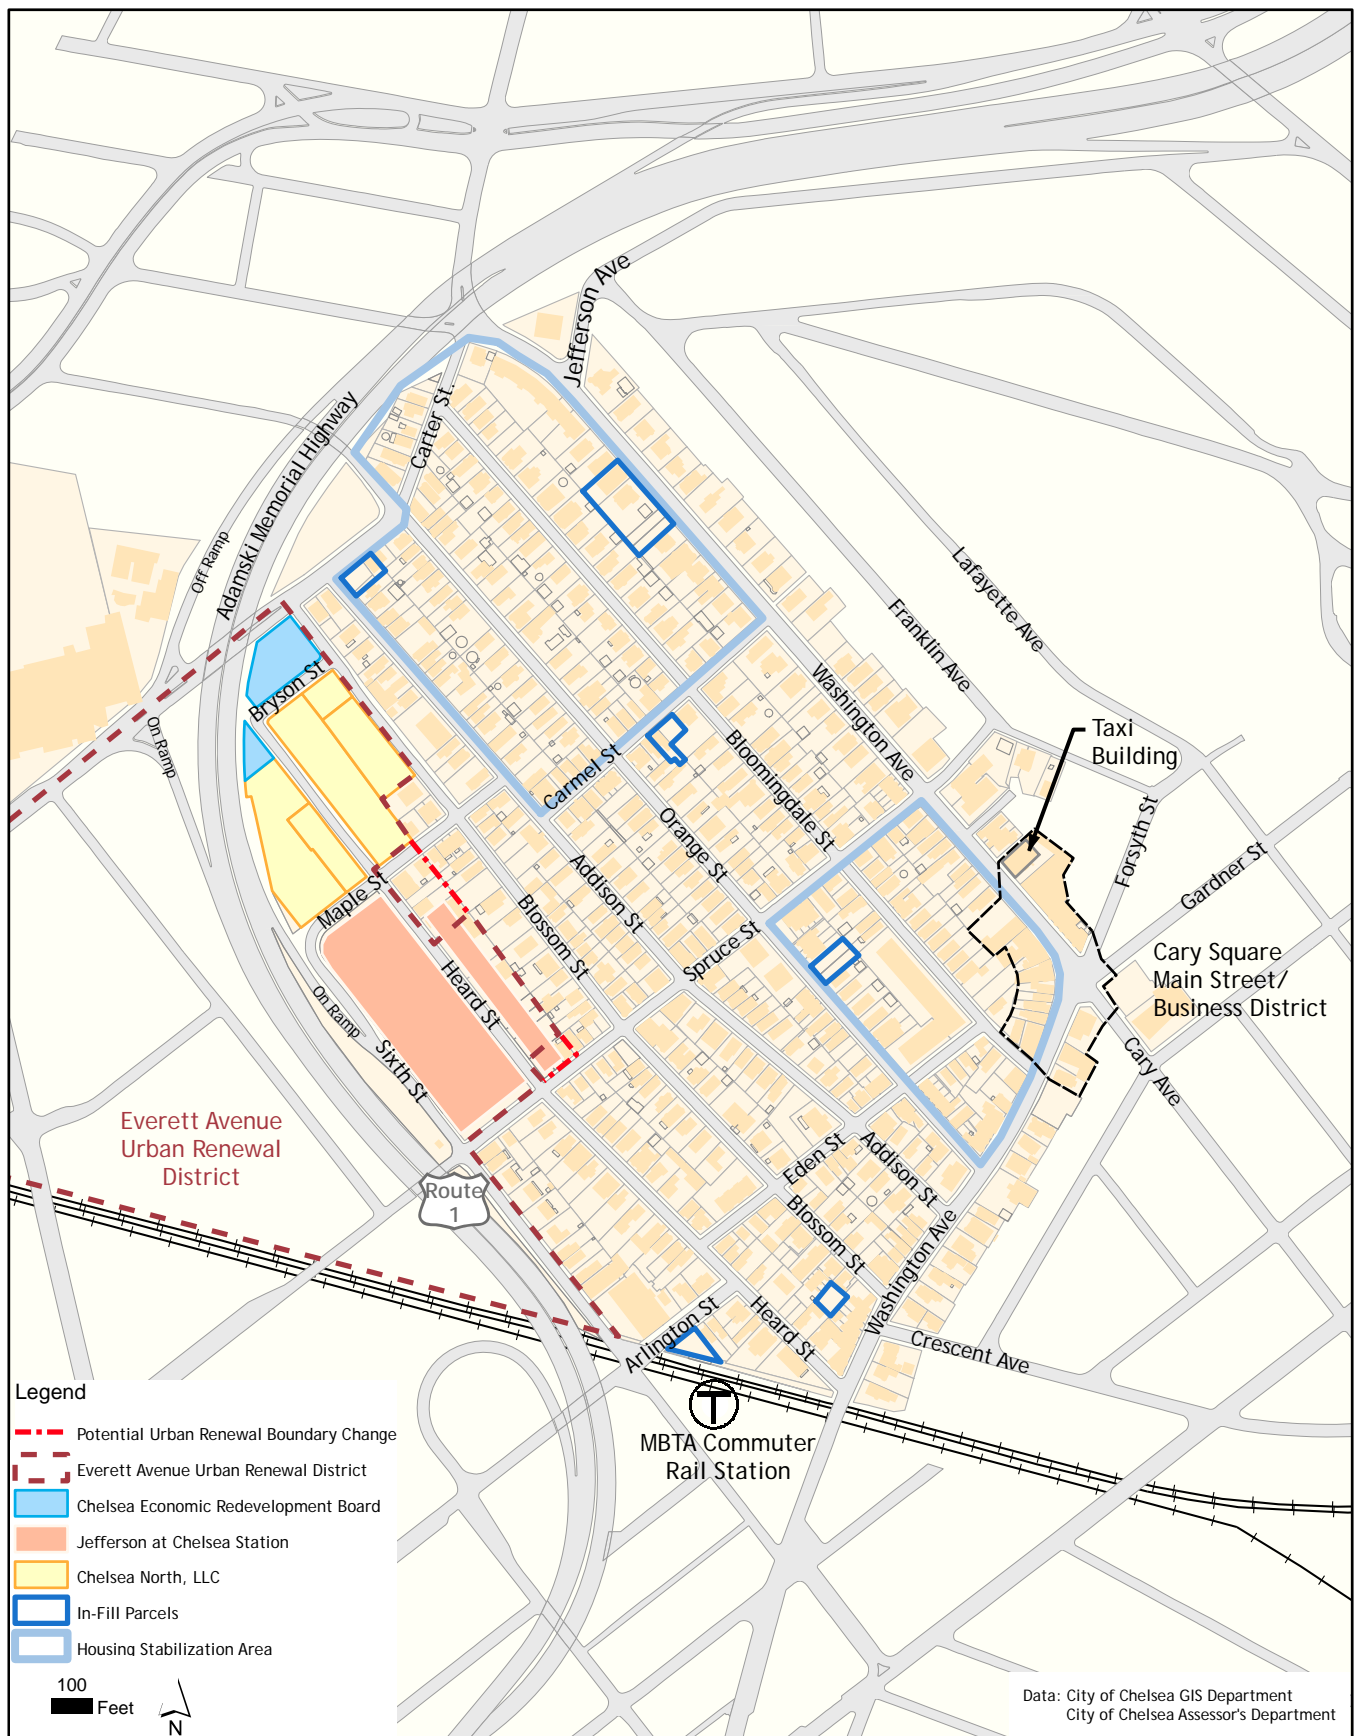 Jefferson Ave
Carter St.
Adamski Memorial Highway
Off Ramp
Lafayette Ave
Franklin Ave
Washington Ave
Bryson St
On Ramp
Taxi
Building
Bloomingdale St
Carmel St
Orange St
Forsyth St
Gardner St
Addison St
Maple St
Blossom St
Spruce St
Cary Square
Main Street/
Business District
Heard St
On Ramp
Sixth St
Cary Ave
Everett Avenue
Urban Renewal
District
Eden St
Addison St
Route
1
Blossom St
Washington Ave
Heard St
Arlington St
Crescent Ave
T
MBTA Commuter
Rail Station
Legend
Potential Urban Renewal Boundary Change
Everett Avenue Urban Renewal District
Chelsea Economic Redevelopment Board
Jefferson at Chelsea Station
Chelsea North, LLC
In-Fill Parcels
Housing Stabilization Area
100
Feet
N
Data: City of Chelsea GIS Department
City of Chelsea Assessor's Department